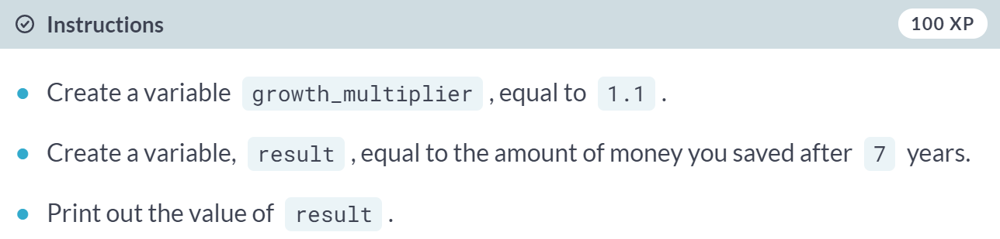 Instructions 100 XP
Create a variable growth_multiplier , equal to 1.1 .
Create a variable, result , equal to the amount of money you saved after 7 years.
Print out the value of result .